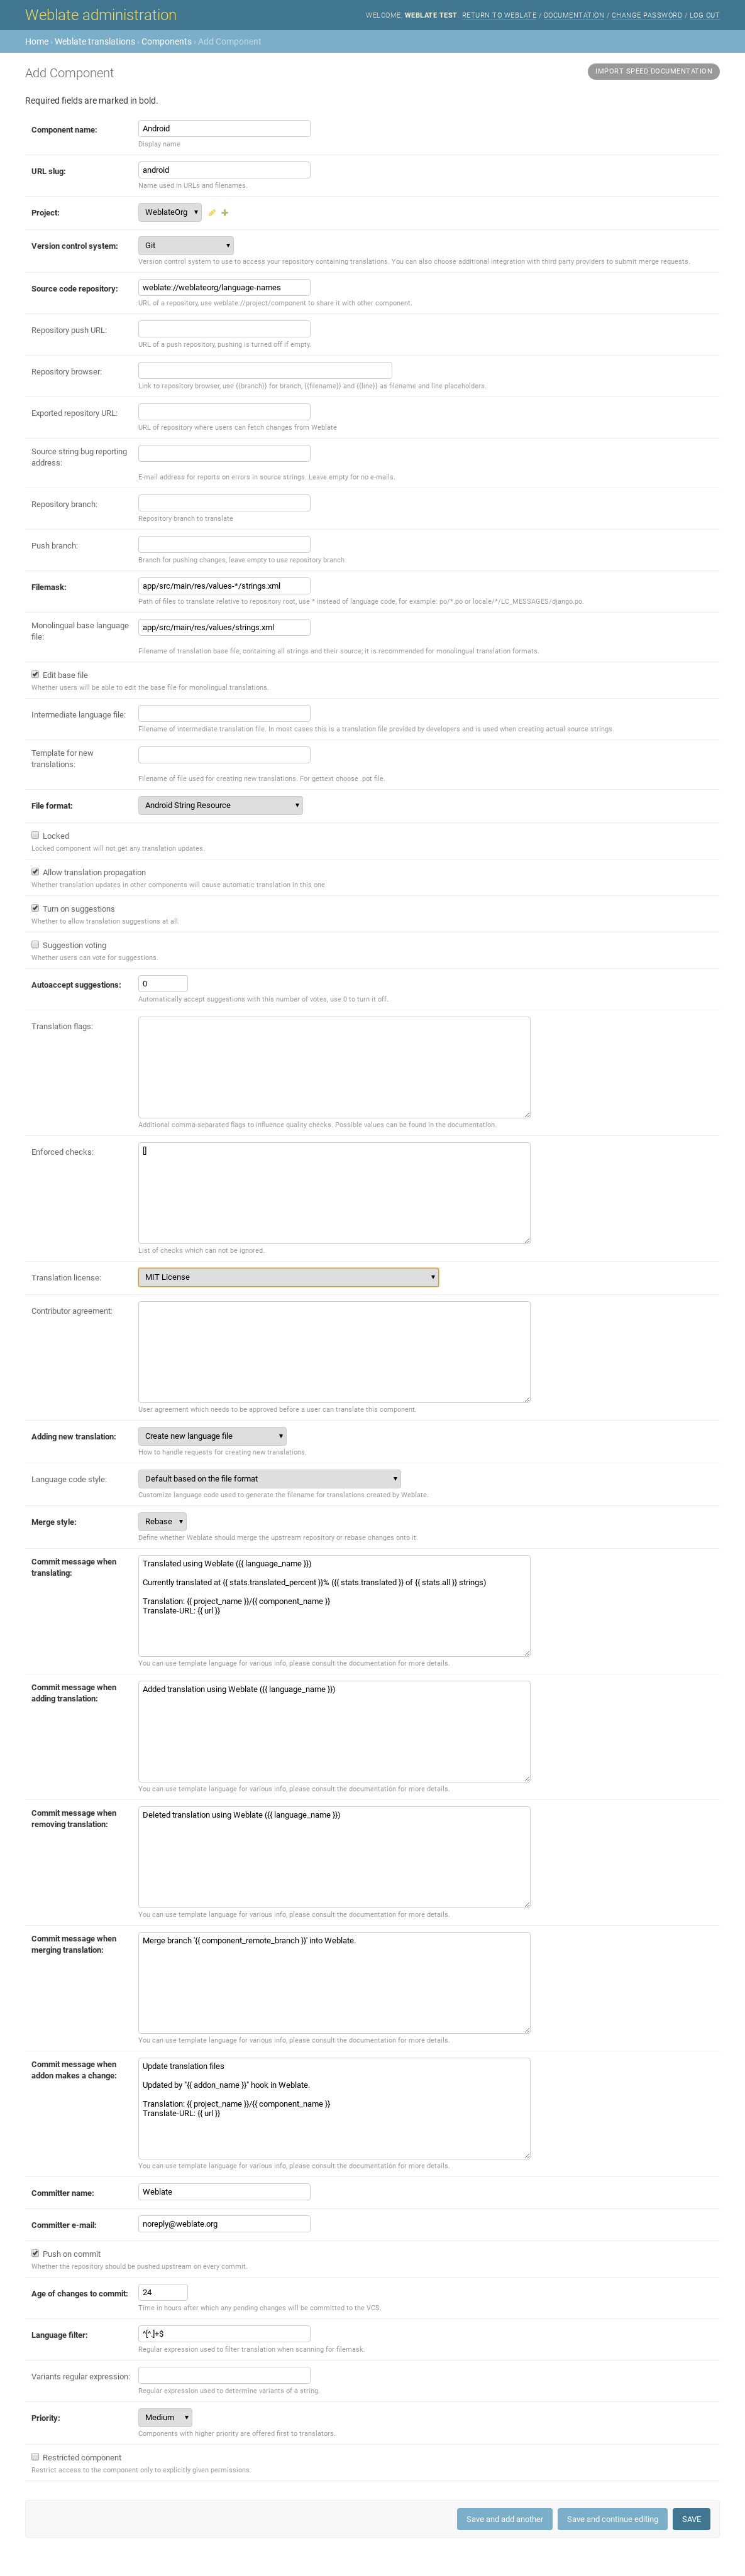 Weblate administration
WELCOME, WEBLATE TEST. RETURN TO WEBLATE / DOCUMENTATION / CHANGE PASSWORD / LOG OUT
Home › Weblate translations › Components › Add Component
Add Component
IMPORT SPEED DOCUMENTATION
Required fields are marked in bold.
Component name:
Android
Display name
URL slug:
android
Name used in URLs and filenames.
Project:
WeblateOrg
Version control system:
Git
Version control system to use to access your repository containing translations. You can also choose additional integration with third party providers to submit merge requests.
Source code repository:
weblate://weblateorg/language-names
URL of a repository, use weblate://project/component to share it with other component.
Repository push URL:
URL of a push repository, pushing is turned off if empty.
Repository browser:
Link to repository browser, use {{branch}} for branch, {{filename}} and {{line}} as filename and line placeholders.
Exported repository URL:
URL of repository where users can fetch changes from Weblate
Source string bug reporting
address:
E-mail address for reports on errors in source strings. Leave empty for no e-mails.
Repository branch:
Repository branch to translate
Push branch:
Branch for pushing changes, leave empty to use repository branch
Filemask:
app/src/main/res/values-*/strings.xml
Path of files to translate relative to repository root, use * instead of language code, for example: po/*.po or locale/*/LC_MESSAGES/django.po.
Monolingual base language
file:
app/src/main/res/values/strings.xml
Filename of translation base file, containing all strings and their source; it is recommended for monolingual translation formats.
Edit base file
Whether users will be able to edit the base file for monolingual translations.
Intermediate language file:
Filename of intermediate translation file. In most cases this is a translation file provided by developers and is used when creating actual source strings.
Template for new
translations:
Filename of file used for creating new translations. For gettext choose .pot file.
File format:
Android String Resource
Locked
Locked component will not get any translation updates.
Allow translation propagation
Whether translation updates in other components will cause automatic translation in this one
Turn on suggestions
Whether to allow translation suggestions at all.
Suggestion voting
Whether users can vote for suggestions.
Autoaccept suggestions:
0
Automatically accept suggestions with this number of votes, use 0 to turn it off.
Translation flags:
Additional comma-separated flags to influence quality checks. Possible values can be found in the documentation.
Enforced checks:
[]
List of checks which can not be ignored.
Translation license:
MIT License
Contributor agreement:
User agreement which needs to be approved before a user can translate this component.
Adding new translation:
Create new language file
How to handle requests for creating new translations.
Language code style:
Default based on the file format
Customize language code used to generate the filename for translations created by Weblate.
Merge style:
Rebase
Define whether Weblate should merge the upstream repository or rebase changes onto it.
Commit message when
translating:
Translated using Weblate ({{ language_name }})
Currently translated at {{ stats.translated_percent }}% ({{ stats.translated }} of {{ stats.all }} strings)
Translation: {{ project_name }}/{{ component_name }}
Translate-URL: {{ url }}
You can use template language for various info, please consult the documentation for more details.
Commit message when
adding translation:
Added translation using Weblate ({{ language_name }})
You can use template language for various info, please consult the documentation for more details.
Commit message when
removing translation:
Deleted translation using Weblate ({{ language_name }})
You can use template language for various info, please consult the documentation for more details.
Commit message when
merging translation:
Merge branch '{{ component_remote_branch }}' into Weblate.
You can use template language for various info, please consult the documentation for more details.
Commit message when
addon makes a change:
Update translation files
Updated by "{{ addon_name }}" hook in Weblate.
Translation: {{ project_name }}/{{ component_name }}
Translate-URL: {{ url }}
You can use template language for various info, please consult the documentation for more details.
Committer name:
Weblate
Committer e-mail:
noreply@weblate.org
Push on commit
Whether the repository should be pushed upstream on every commit.
Age of changes to commit:
24
Time in hours after which any pending changes will be committed to the VCS.
Language filter:
^[^.]+$
Regular expression used to filter translation when scanning for filemask.
Variants regular expression:
Regular expression used to determine variants of a string.
Priority:
Medium
Components with higher priority are offered first to translators.
Restricted component
Restrict access to the component only to explicitly given permissions.
Save and add another
Save and continue editing
SAVE